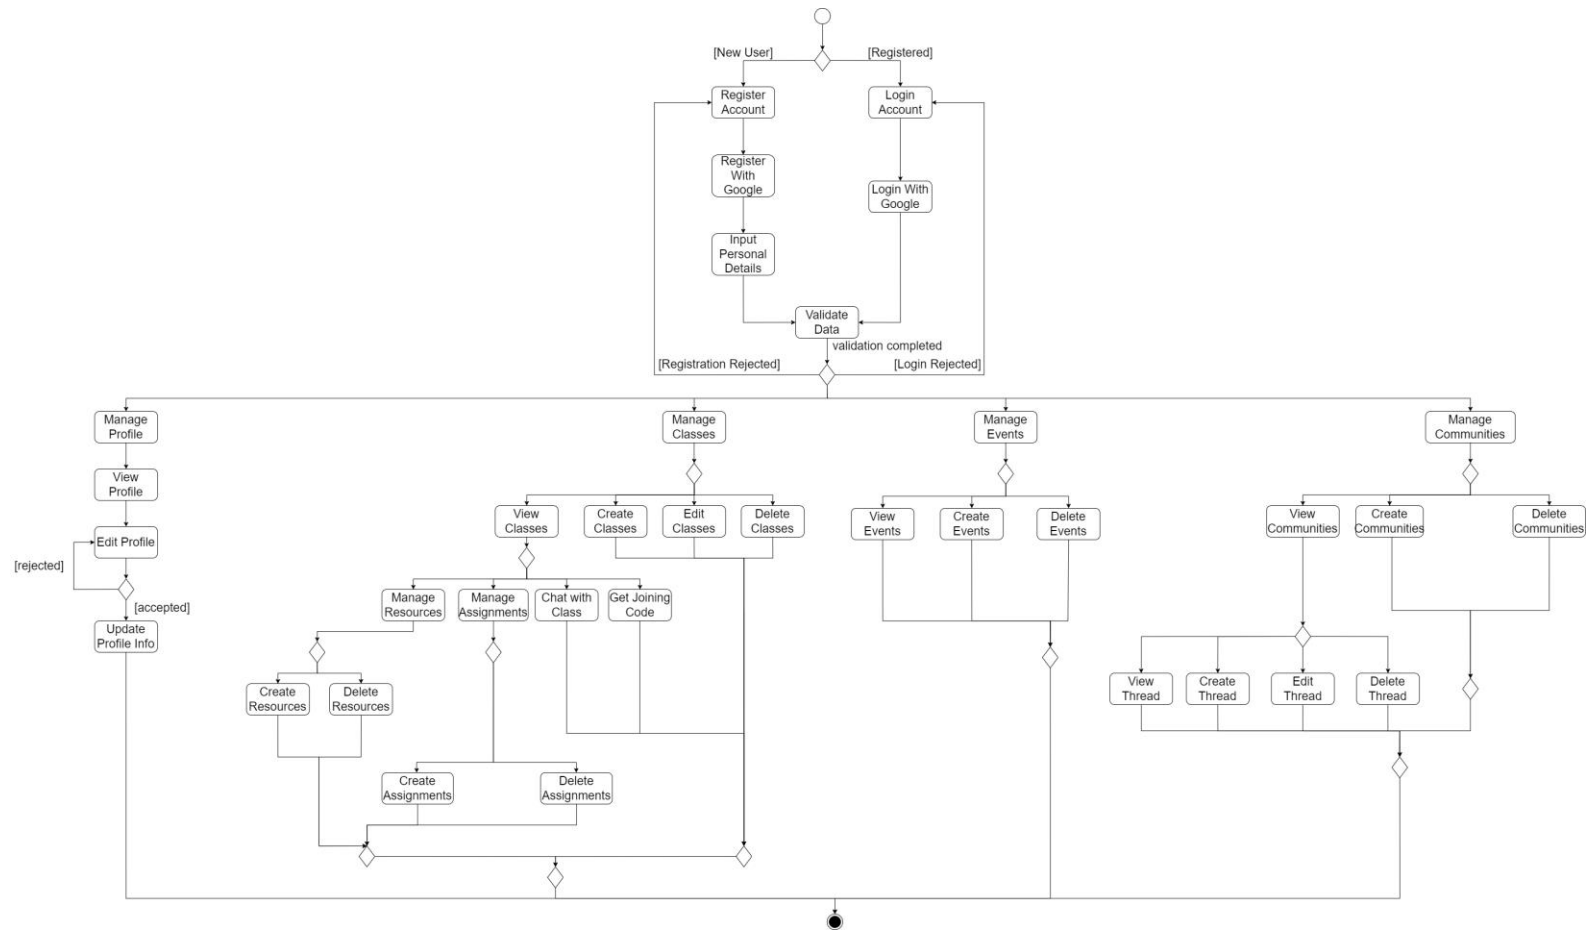 [New User]
[Registered]
Register
Account
Login
Account
Register
With
Google
Login With
Google
Input
Personal
Details
Validate
Data
validation completed
[Registration Rejected]
[Login Rejected]
Manage
Profile
Manage
Classes
Manage
Events
Manage
Communities
View
Profile
View
Classes
Create
Classes
Edit
Classes
Delete
Classes
View
Events
Create
Events
Delete
Events
View
Communities
Create
Communities
Delete
Communities
Edit Profile
[rejected]
[accepted]
Update
Profile Info
Manage
Resources
Manage
Assignments
Chat with
Class
Get Joining
Code
Create
Resources
Delete
Resources
View
Thread
Create
Thread
Edit
Thread
Delete
Thread
Create
Assignments
Delete
Assignments